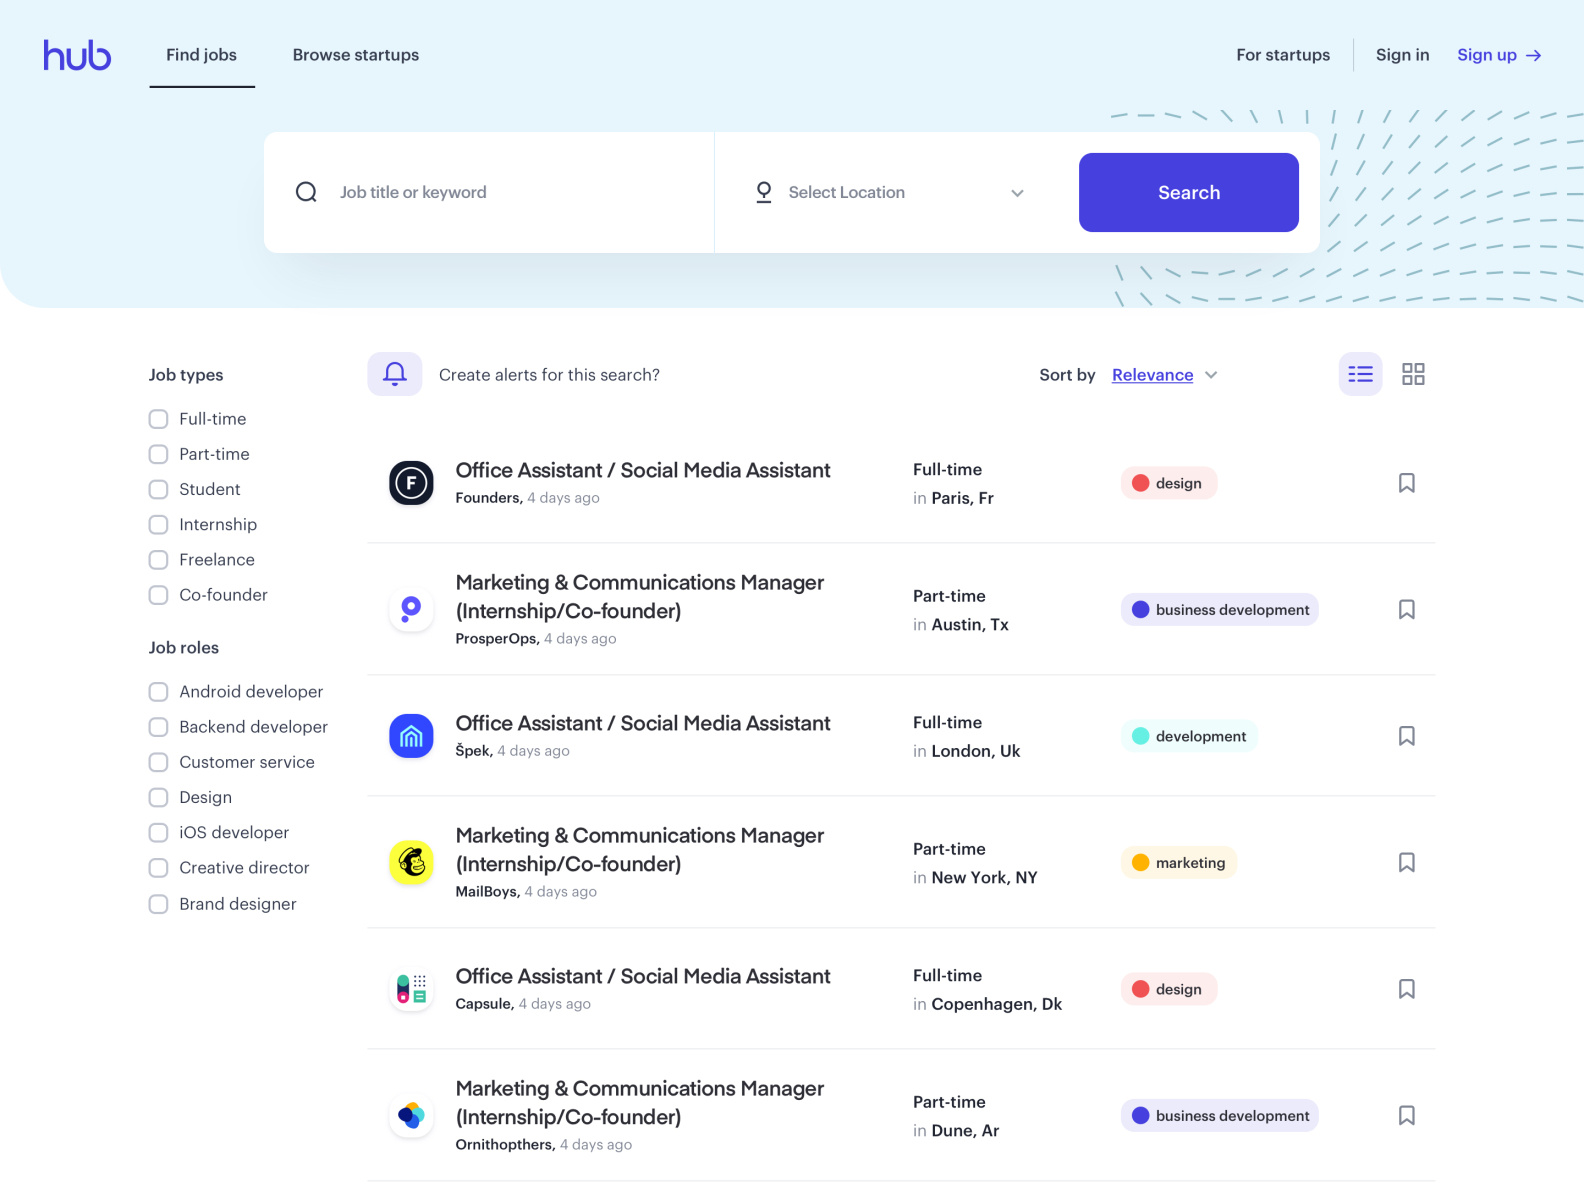 hub
Find jobs
Browse startups
For startups
Sign in
Sign up
Job title or keyword
Select Location
Search
Job types
Full-time
Part-time
Student
Internship
Freelance
Co-founder
Job roles
Android developer
Backend developer
Customer service
Design
iOS developer
Creative director
Brand designer
Create alerts for this search?
Sort by Relevance
F
Office Assistant / Social Media Assistant
Founders, 4 days ago
Full-time
in Paris, Fr
design
Marketing & Communications Manager
(Internship/Co-founder)
ProsperOps, 4 days ago
Part-time
in Austin, Tx
business development
Office Assistant / Social Media Assistant
Špek, 4 days ago
Full-time
in London, Uk
development
Marketing & Communications Manager
(Internship/Co-founder)
MailBoys, 4 days ago
Part-time
in New York, NY
marketing
Office Assistant / Social Media Assistant
Capsule, 4 days ago
Full-time
in Copenhagen, Dk
design
Marketing & Communications Manager
(Internship/Co-founder)
Ornithopthers, 4 days ago
Part-time
in Dune, Ar
business development